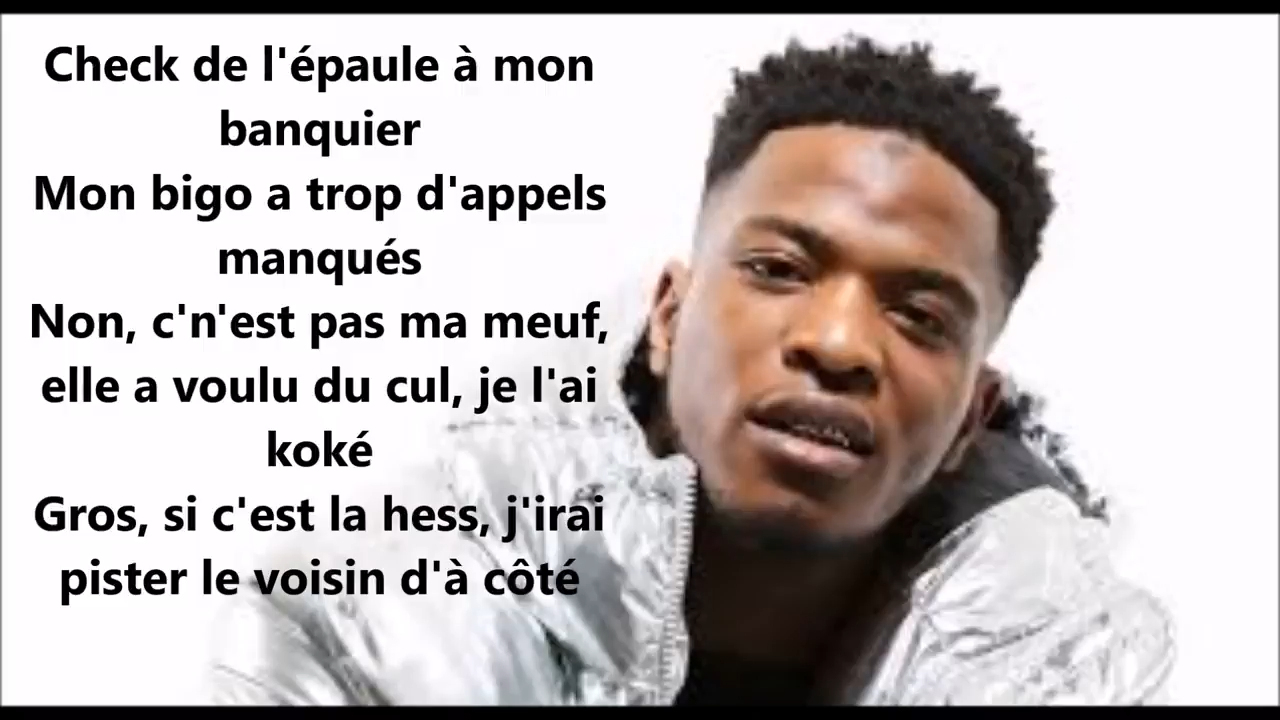 Check de l'épaule à mon
banquier
Mon bigo a trop d'appels
manqués
Non, c'n'est pas ma meuf,
elle a voulu du cul, je l'ai
koké
Gros, si c'est la hess, j'irai
pister le voisin d'à côté